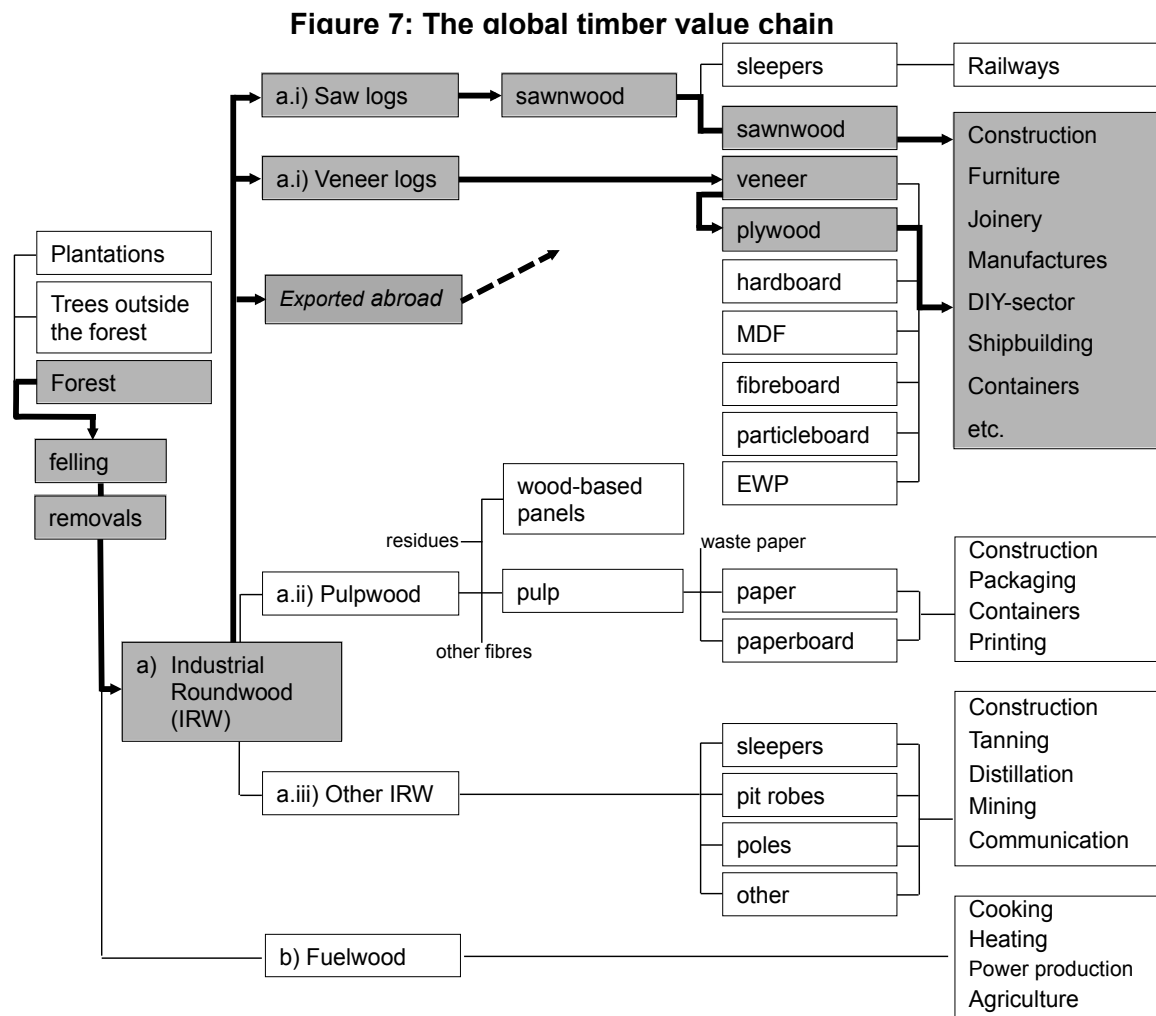 Figure 7: The global timber value chain
a.i) Saw logs
sawnwood
sleepers
Railways
sawnwood
a.i) Veneer logs
veneer
plywood
Exported abroad
hardboard
MDF
fibreboard
particleboard
EWP
Construction
Furniture
Joinery
Manufactures
DIY-sector
Shipbuilding
Containers
etc.
Plantations
Trees outside
the forest
Forest
felling
removals
a) Industrial
Roundwood
(IRW)
residues
wood-based
panels
a.ii) Pulpwood
other fibres
pulp
waste paper
paper
paperboard
Construction
Packaging
Containers
Printing
a.iii) Other IRW
sleepers
pit robes
poles
other
Construction
Tanning
Distillation
Mining
Communication
b) Fuelwood
Cooking
Heating
Power production
Agriculture